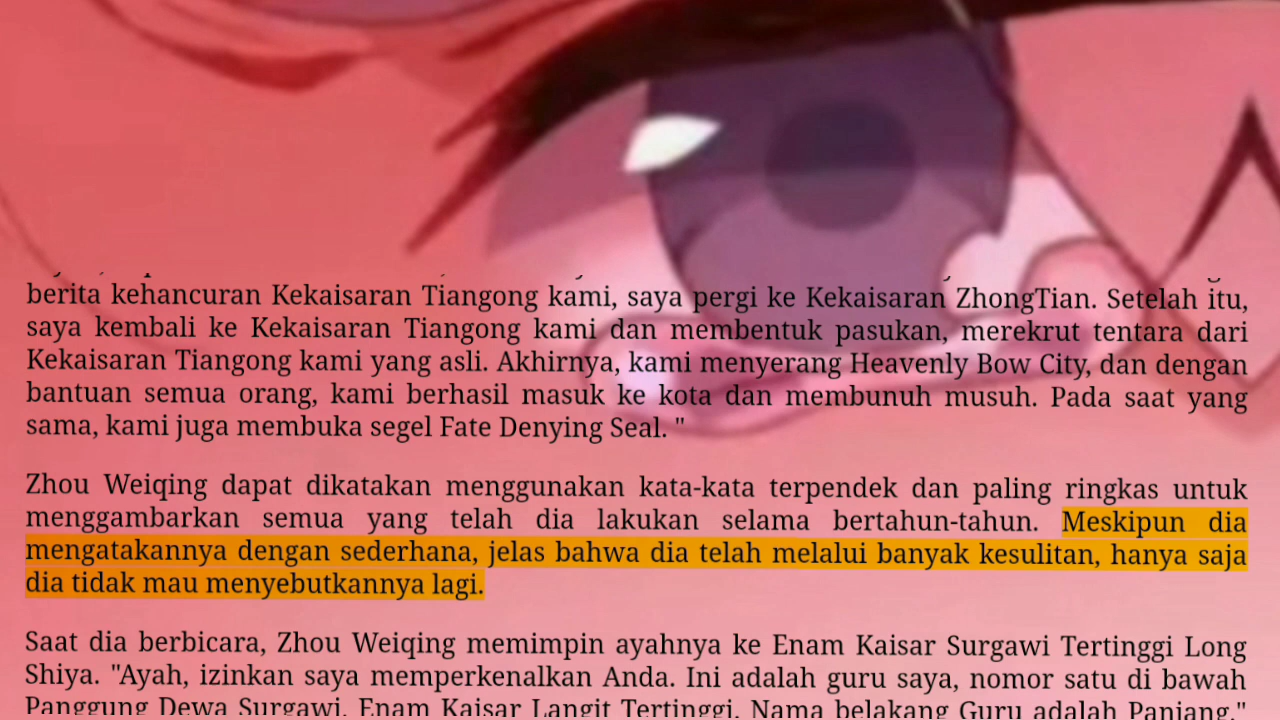 berita kehancuran Kekaisaran Tiangong kami, saya pergi ke Kekaisaran ZhongTian. Setelah itu,
saya kembali ke Kekaisaran Tiangong kami dan membentuk pasukan, merekrut tentara dari
Kekaisaran Tiangong kami yang asli. Akhirnya, kami menyerang Heavenly Bow City, dan dengan
bantuan semua orang, kami berhasil masuk ke kota dan membunuh musuh. Pada saat yang
sama, kami juga membuka segel Fate Denying Seal. "
Zhou Weiqing dapat dikatakan menggunakan kata-kata terpendek dan paling ringkas untuk
menggambarkan semua yang telah dia lakukan selama bertahun-tahun. Meskipun dia
mengatakannya dengan sederhana, jelas bahwa dia telah melalui banyak kesulitan, hanya saja
dia tidak mau menyebutkannya lagi.
Saat dia berbicara, Zhou Weiqing memimpin ayahnya ke Enam Kaisar Surgawi Tertinggi Long
Shiya. "Ayah, izinkan saya memperkenalkan Anda. Ini adalah guru saya, nomor satu di bawah
Panggung Dewa Surgawi, Enam Kaisar Langit Tertinggi. Nama belakang Guru adalah Panjang,"